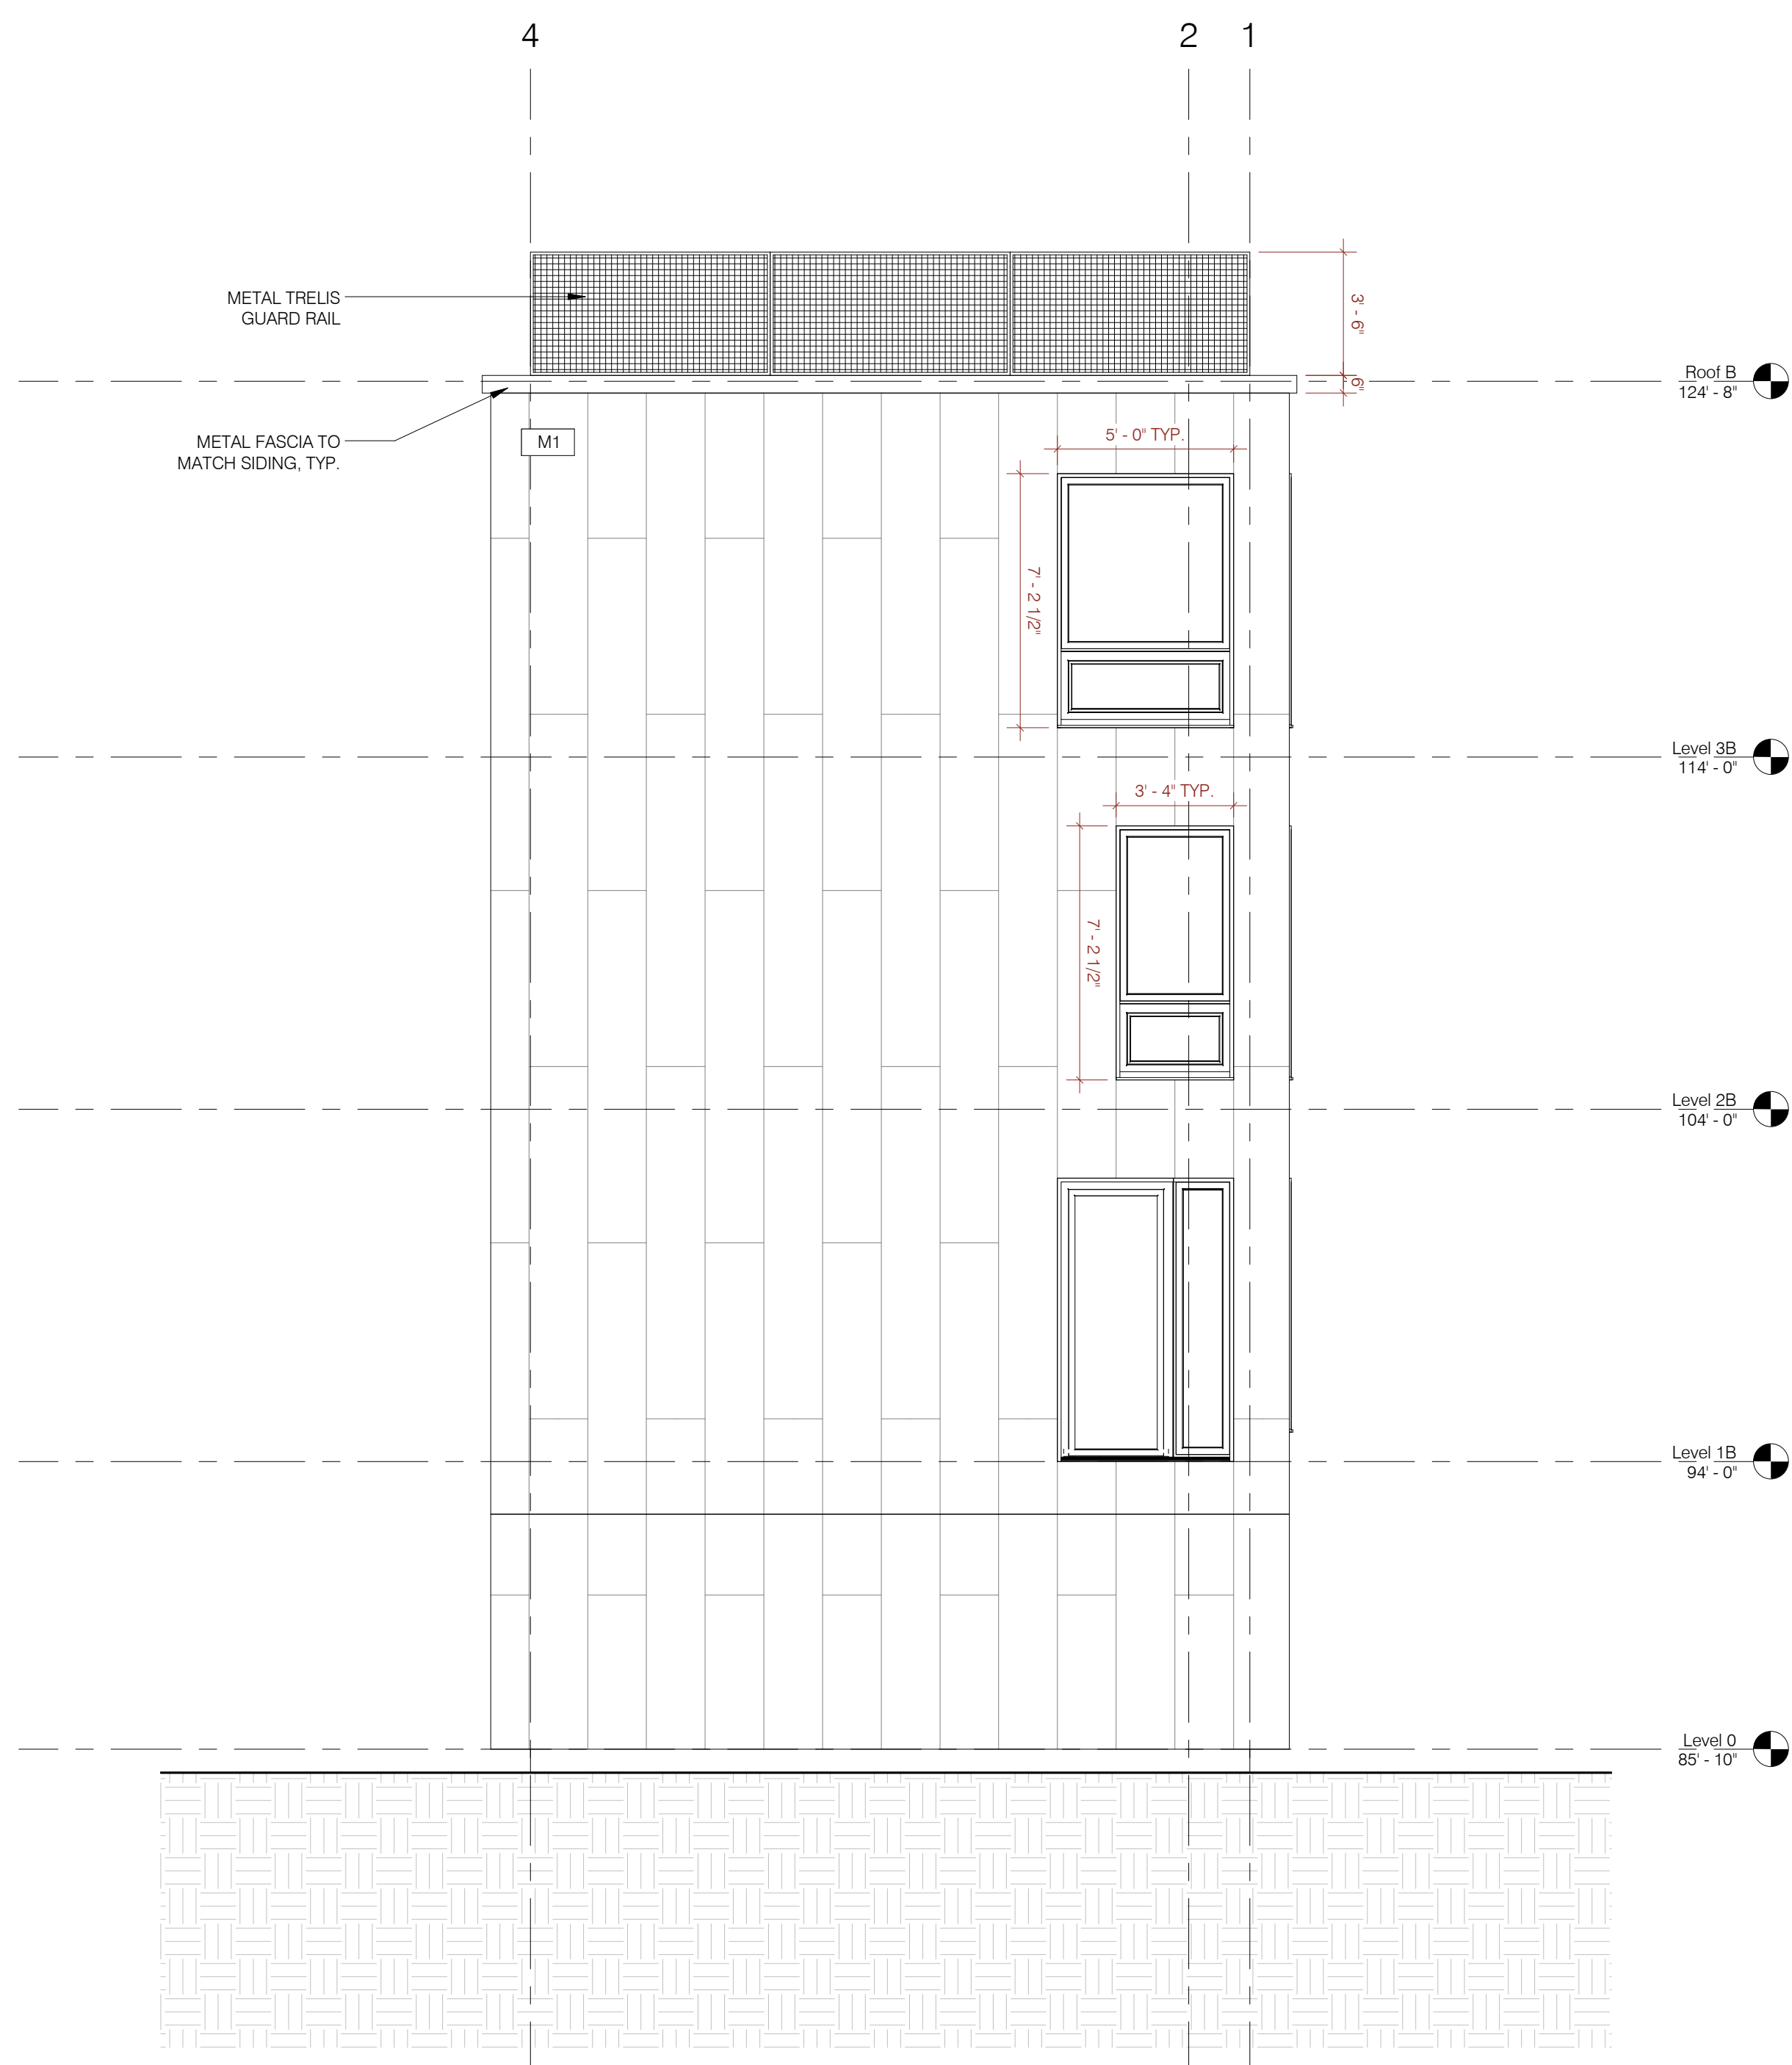 4
2
1
METAL TRELIS
GUARD RAIL
3' - 6"
Roof B
124' - 8"
6"
METAL FASCIA TO
MATCH SIDING, TYP.
M1
5' - 0" TYP.
7' - 2 1/2"
Level 3B
114' - 0"
3' - 4" TYP.
7' - 2 1/2"
Level 2B
104' - 0"
Level 1B
94' - 0"
Level 0
85' - 10"